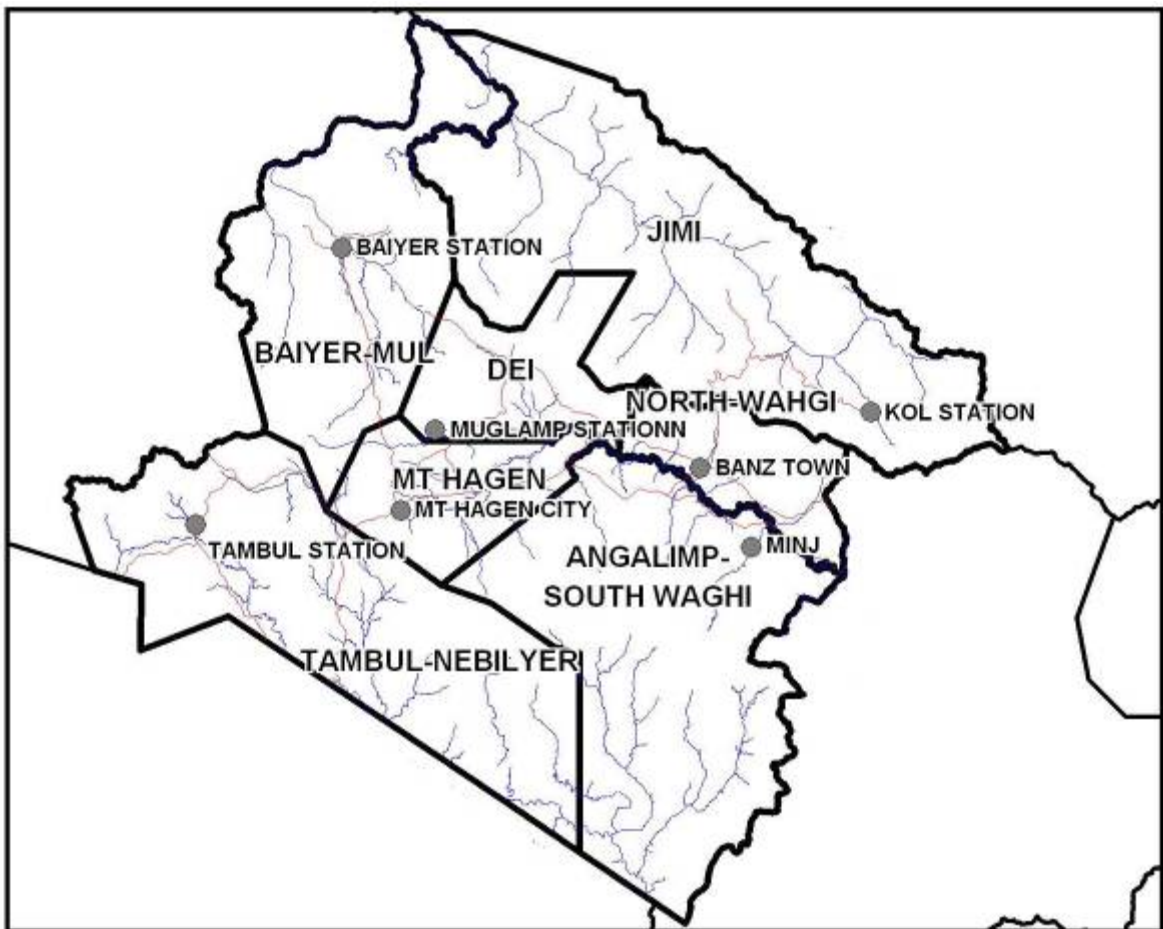 JIMI
BAIYER STATION
BAIYER-MUL
DEI
NORTH-WAHGI
KOL STATION
MUGLAMP STATIONN
BANZ TOWN
MT HAGEN
MT HAGEN CITY
TAMBUL STATION
MINJ
ANGALIMP-
SOUTH WAGHI
TAMBUL-NEBILYERI